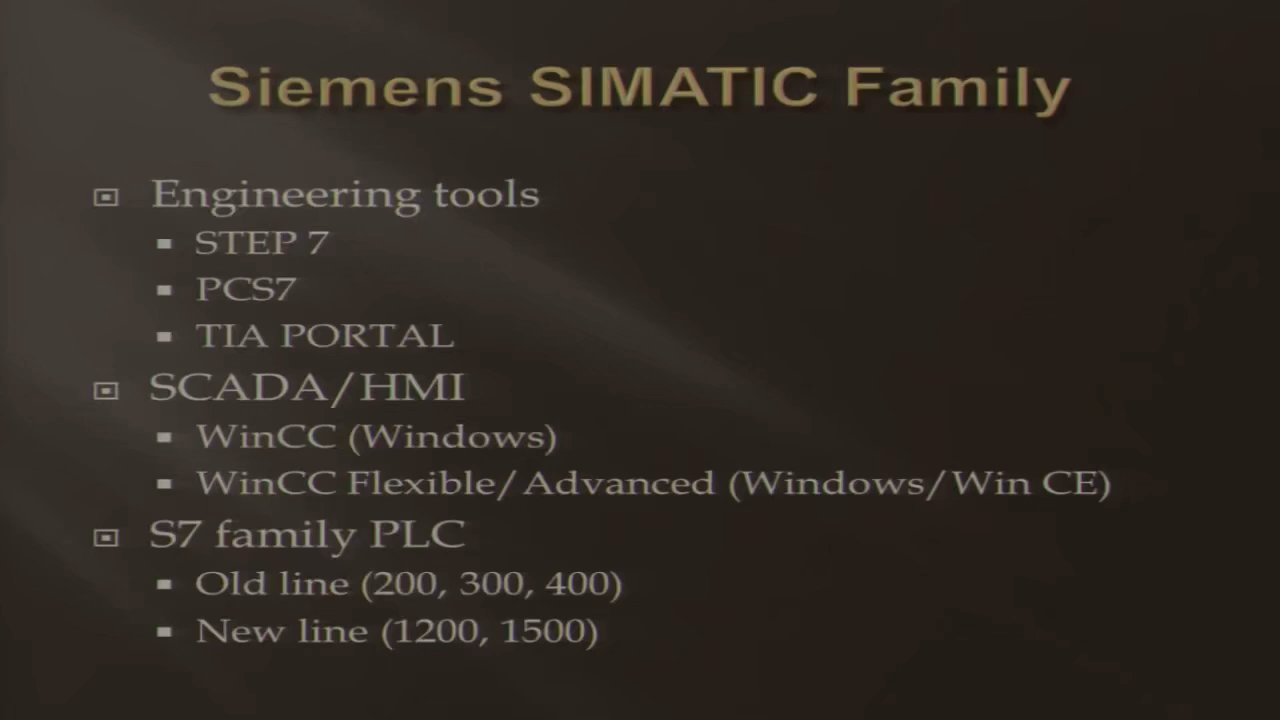 Siemens SIMATIC Family
Engineering tools
STEP 7
PCS7
TIA PORTAL
SCADA/HMI
WinCC (Windows)
WinCC Flexible/Advanced (Windows/Win CE)
S7 family PLC
Old line (200, 300, 400)
New line (1200, 1500)